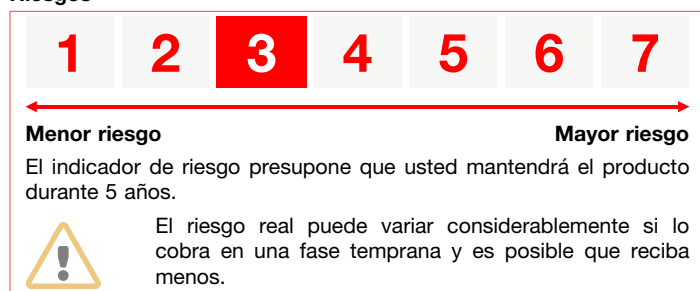 1 2 3 4 5 6 7
Menor riesgo Mayor riesgo
El indicador de riesgo presupone que usted mantendrá el producto
durante 5 años.
El riesgo real puede variar considerablemente si lo
cobra en una fase temprana y es posible que reciba
menos.